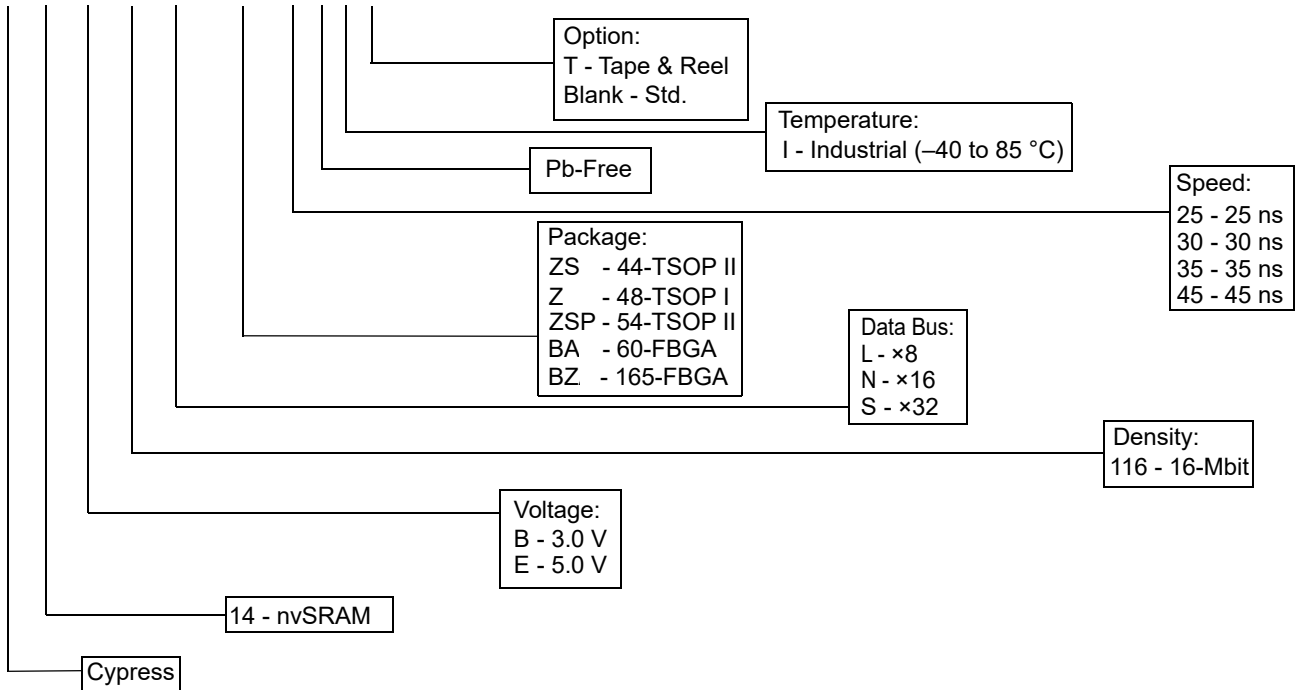 Option:
T - Tape & Reel
Blank - Std.
Temperature:
I - Industrial (–40 to 85 °C)
Pb-Free
Speed:
25 - 25 ns
30 - 30 ns
35 - 35 ns
45 - 45 ns
Package:
ZS - 44-TSOP II
Z - 48-TSOP I
ZSP - 54-TSOP II
BA - 60-FBGA
BZ - 165-FBGA
Data Bus:
L - ×8
N - ×16
S - ×32
Density:
116 - 16-Mbit
Voltage:
B - 3.0 V
E - 5.0 V
14 - nvSRAM
Cypress